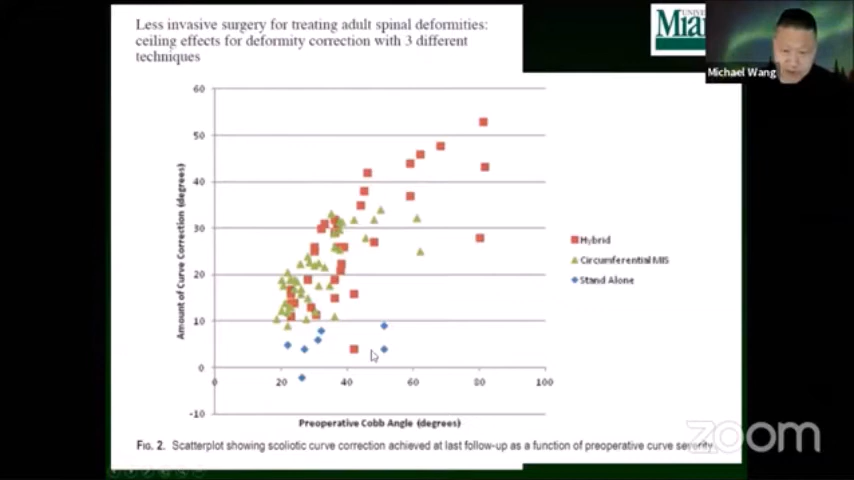 Less invasive surgery for treating adult spinal deformities:
ceiling effects for deformity correction with 3 different
techniques
Michael Wang
60
50
40
30
20
10
0
-10
0 20 40 60 80 100
Amount of Curve Correction (degrees)
Preoperative Cobb Angle (degrees)
Hybrid
Circumferential MIS
Stand Alone
FIG. 2. Scatterplot showing scoliotic curve correction achieved at last follow-up as a function of preoperative curve severity.
zoom